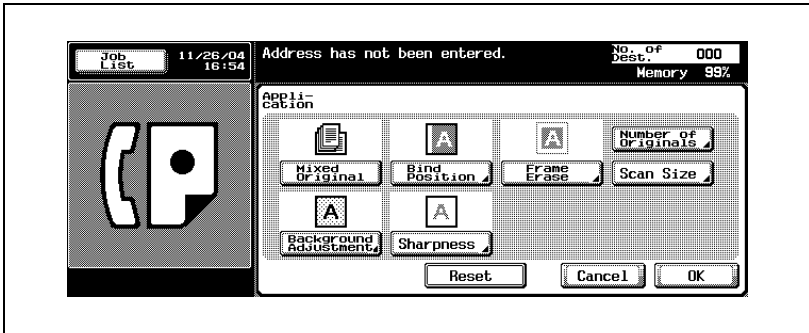 Job
List
11/26/04
16:54
Address has not been entered.
No. of
Dest.
000
Memory 99%
Appli-
cation
Mixed
Original
Bind
Position
Frame
Erase
Number of
Originals
Scan Size
Background
Adjustment
Sharpness
Reset
Cancel
OK
A
A
A
A